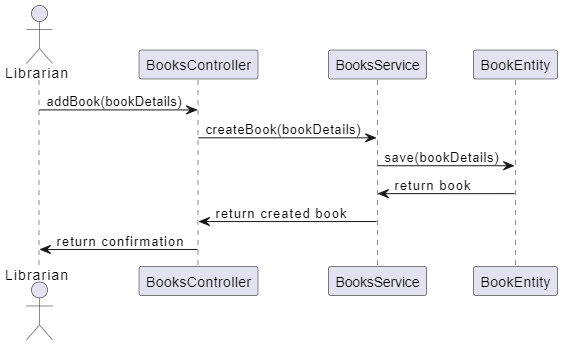 Librarian
BooksController
BooksService
BookEntity
addBook(bookDetails)
createBook(bookDetails)
save(bookDetails)
return book
return created book
return confirmation
Librarian
BooksController
BooksService
BookEntity